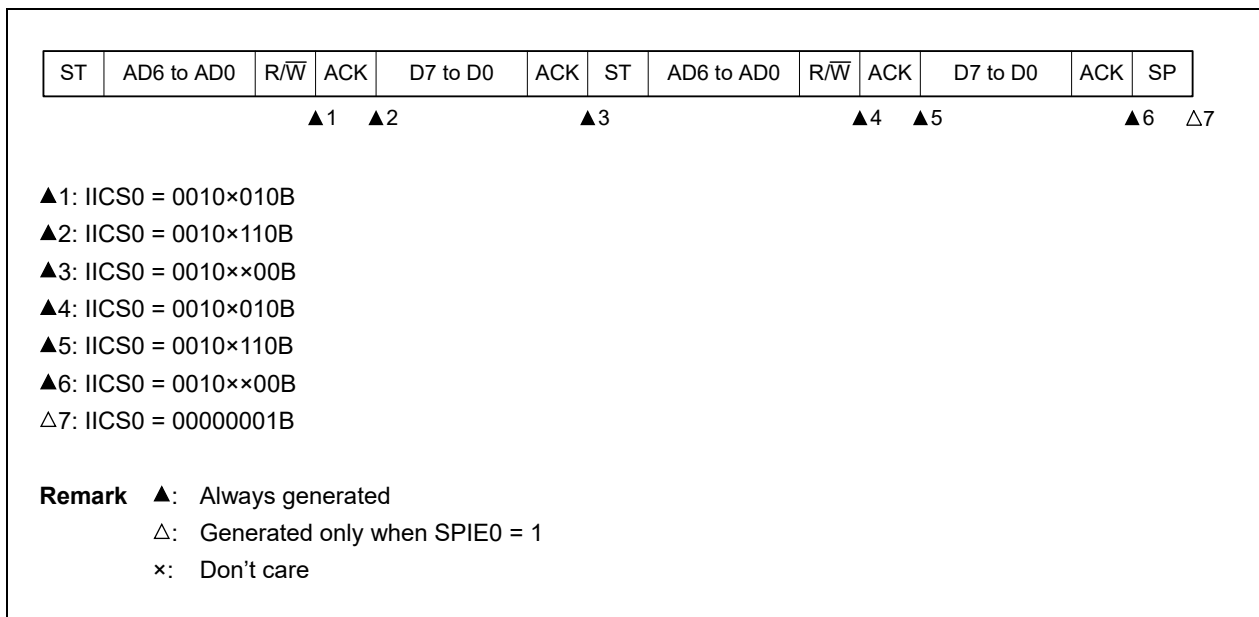 ST AD6 to AD0 R/W̅ ACK D7 to D0 ACK ST AD6 to AD0 R/W̅ ACK D7 to D0 ACK SP
▲1 ▲2 ▲3 ▲4 ▲5 ▲6 △7
▲1: IICS0 = 0010×010B
▲2: IICS0 = 0010×110B
▲3: IICS0 = 0010××00B
▲4: IICS0 = 0010×010B
▲5: IICS0 = 0010×110B
▲6: IICS0 = 0010××00B
△7: IICS0 = 00000001B
Remark ▲: Always generated
△: Generated only when SPIE0 = 1
×: Don't care